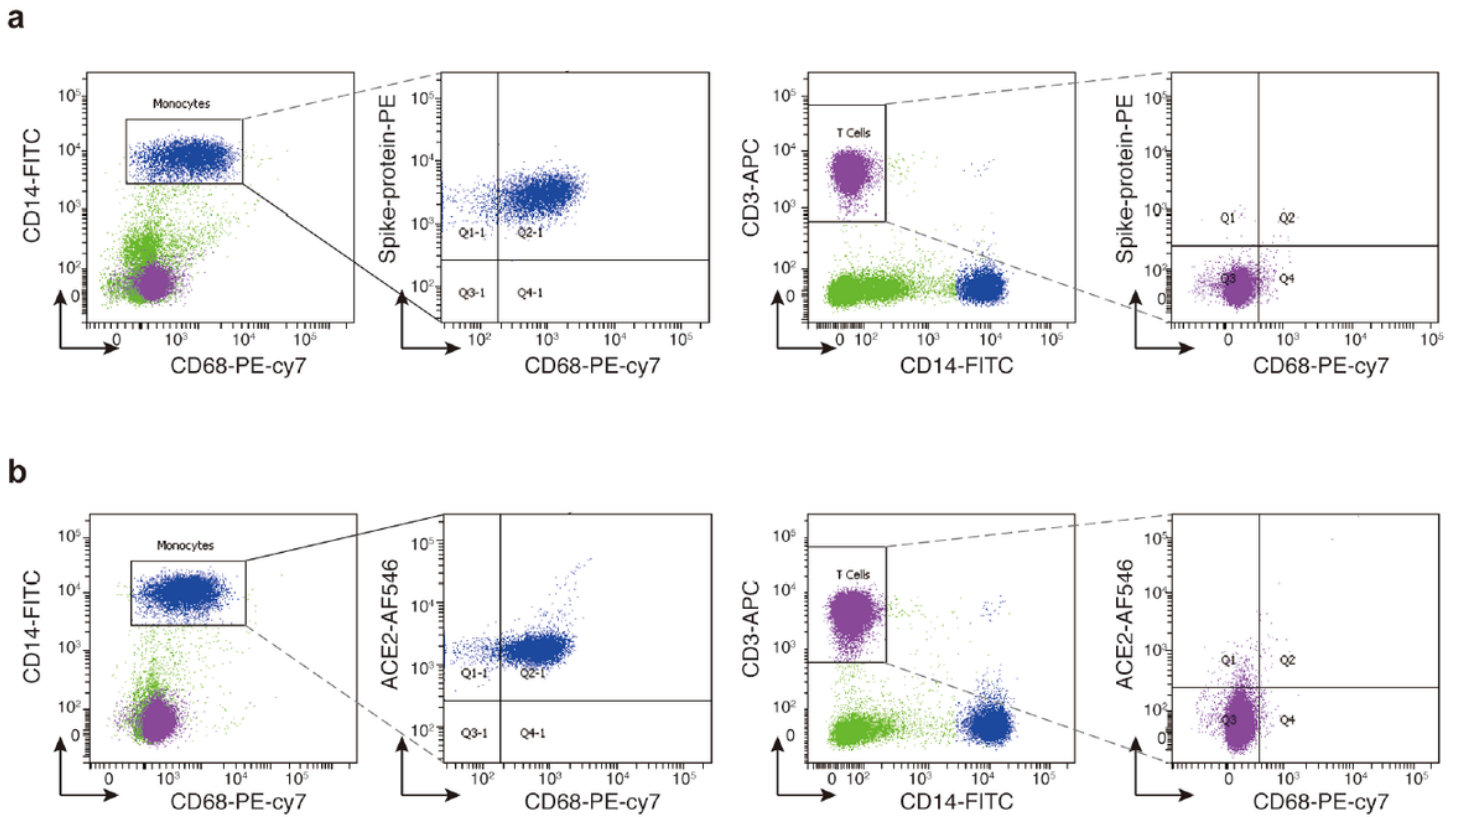 a
Monocytes
CD14-FITC
10⁵
10⁴
10³
10²
0
0
10³
10⁴
10⁵
CD68-PE-cy7
Spike-protein-PE
10⁵
10⁴
10³
10²
Q1-1
Q2-1
Q3-1
Q4-1
10²
10³
10⁴
10⁵
CD68-PE-cy7
T Cells
CD3-APC
10⁵
10⁴
10³
10²
0
0
10²
10³
10⁴
10⁵
CD14-FITC
Spike-protein-PE
10⁵
10⁴
10³
10²
0
Q1
Q2
Q3
Q4
0
10³
10⁴
10⁵
CD68-PE-cy7
b
Monocytes
CD14-FITC
10⁵
10⁴
10³
10²
0
0
10³
10⁴
10⁵
CD68-PE-cy7
ACE2-AF546
10⁵
10⁴
10³
10²
Q1-1
Q2-1
Q3-1
Q4-1
10²
10³
10⁴
10⁵
CD68-PE-cy7
T Cells
CD3-APC
10⁵
10⁴
10³
10²
0
0
10²
10³
10⁴
10⁵
CD14-FITC
ACE2-AF546
10⁵
10⁴
10³
10²
0
Q1
Q2
Q3
Q4
0
10³
10⁴
10⁵
CD68-PE-cy7